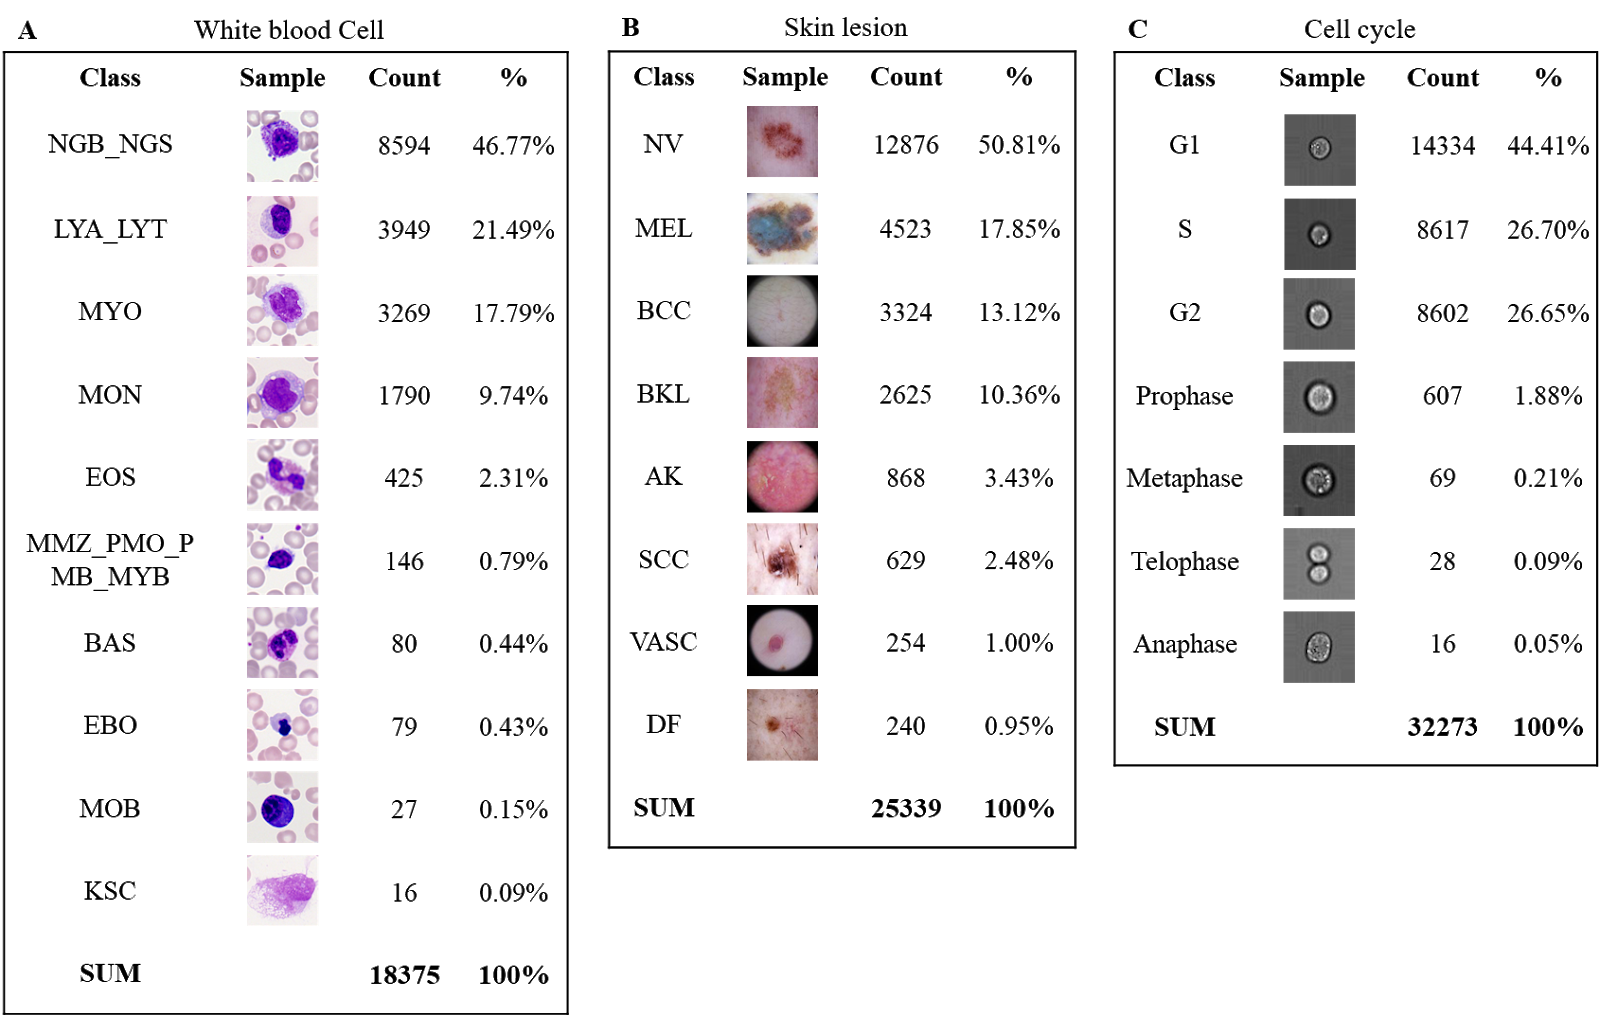 A White blood Cell
Class Sample Count %
NGB_NGS 8594 46.77%
LYA_LYT 3949 21.49%
MYO 3269 17.79%
MON 1790 9.74%
EOS 425 2.31%
MMZ_PMO_P
MB_MYB 146 0.79%
BAS 80 0.44%
EBO 79 0.43%
MOB 27 0.15%
KSC 16 0.09%
SUM 18375 100%
B Skin lesion
Class Sample Count %
NV 12876 50.81%
MEL 4523 17.85%
BCC 3324 13.12%
BKL 2625 10.36%
AK 868 3.43%
SCC 629 2.48%
VASC 254 1.00%
DF 240 0.95%
SUM 25339 100%
C Cell cycle
Class Sample Count %
G1 14334 44.41%
S 8617 26.70%
G2 8602 26.65%
Prophase 607 1.88%
Metaphase 69 0.21%
Telophase 28 0.09%
Anaphase 16 0.05%
SUM 32273 100%